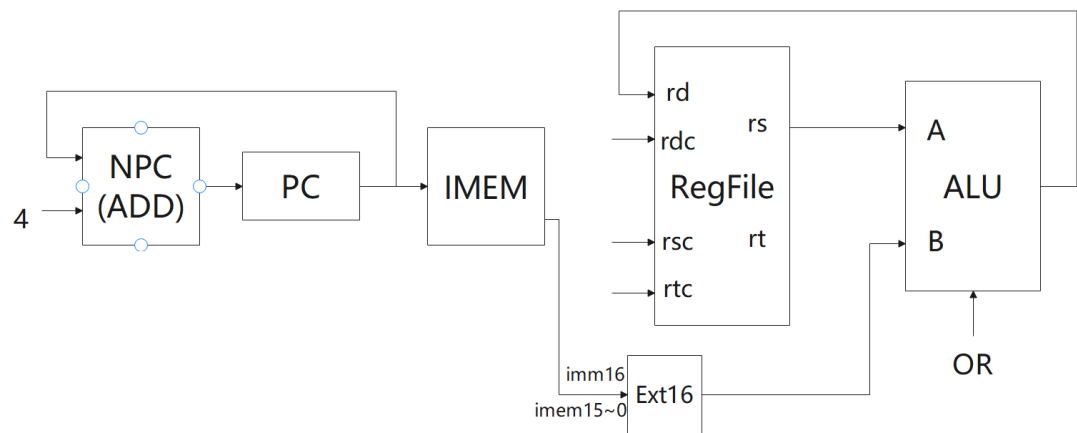 NPC
(ADD)
4
PC
IMEM
rd
rdc
rs
RegFile
rsc
rt
rtc
A
ALU
B
OR
imm16
imem15~0
Ext16